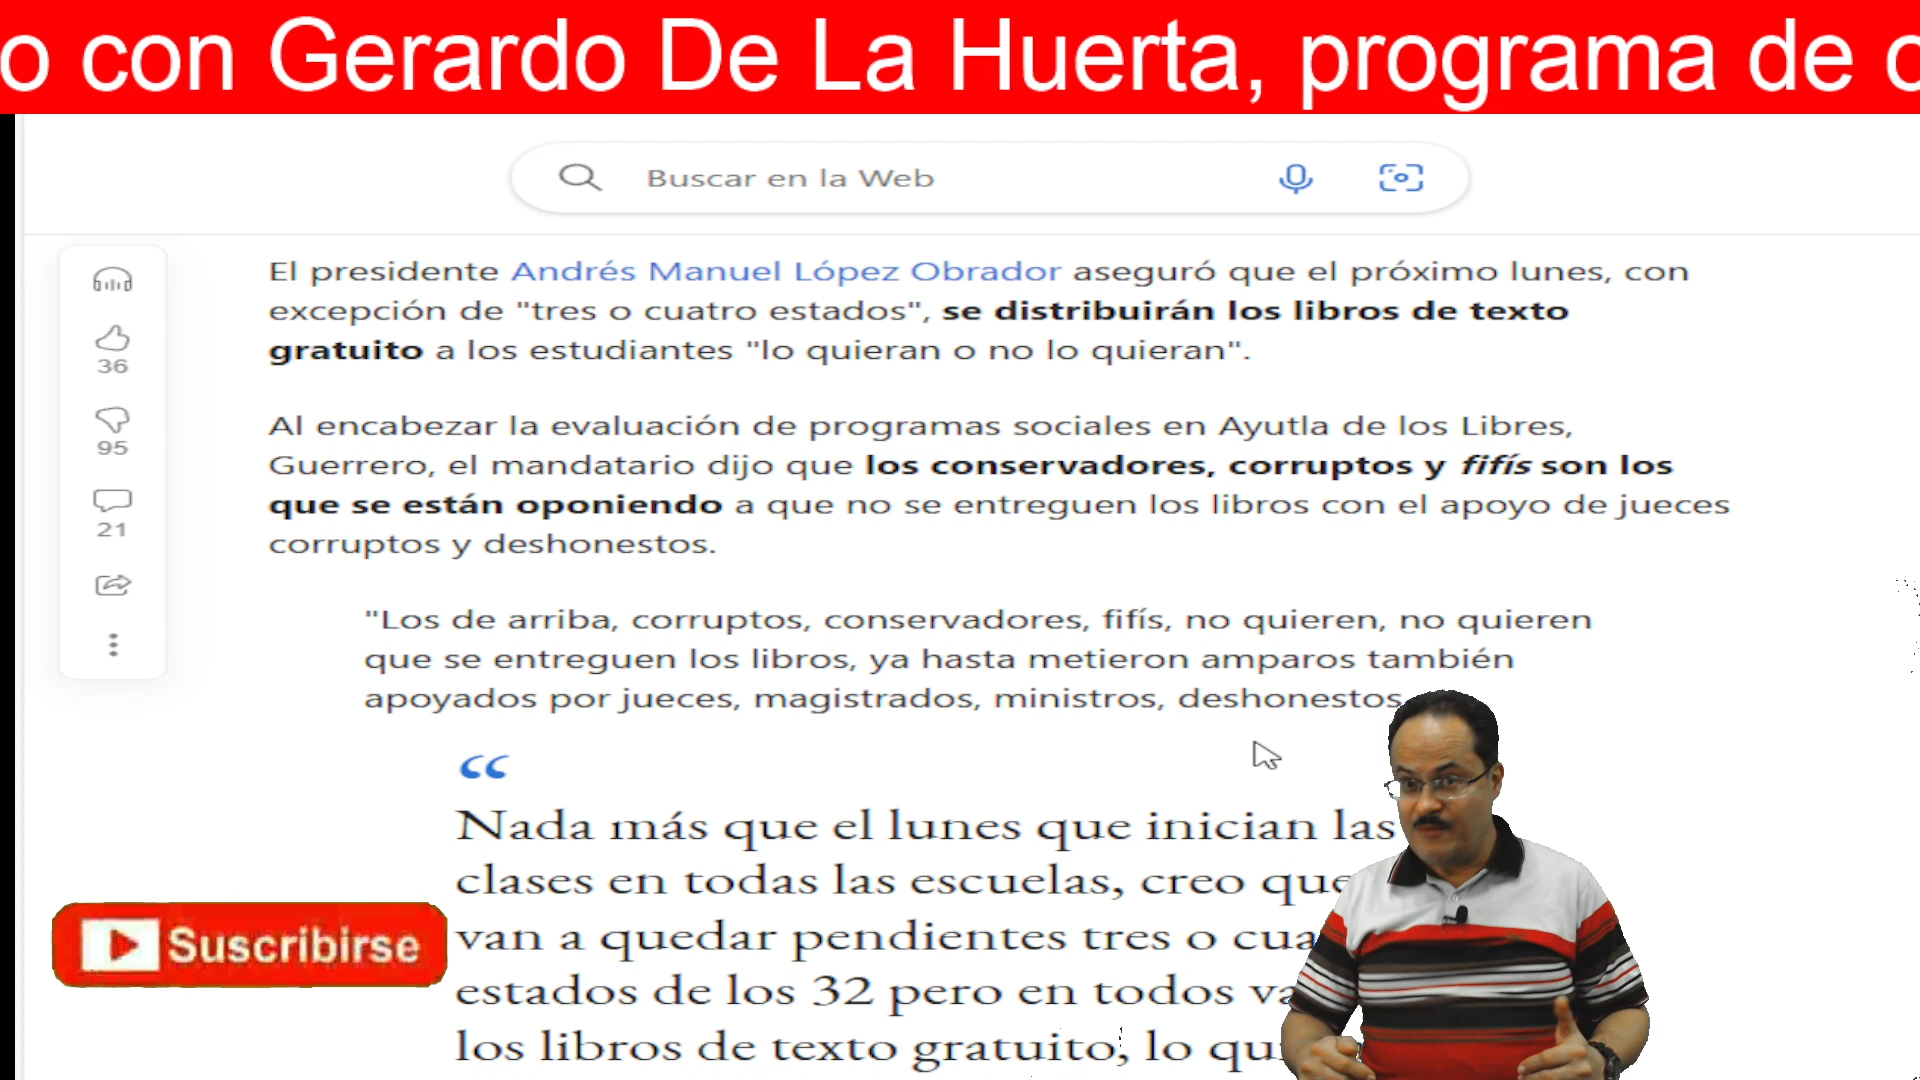 o con Gerardo De La Huerta, programa de
Buscar en la Web
El presidente Andrés Manuel López Obrador aseguró que el próximo lunes, con
excepción de "tres o cuatro estados", se distribuirán los libros de texto
gratuito a los estudiantes "lo quieran o no lo quieran".
36
95
Al encabezar la evaluación de programas sociales en Ayutla de los Libres,
Guerrero, el mandatario dijo que los conservadores, corruptos y fifís son los
que se están oponiendo a que no se entreguen los libros con el apoyo de jueces
corruptos y deshonestos.
21
"Los de arriba, corruptos, conservadores, fifís, no quieren, no quieren
que se entreguen los libros, ya hasta metieron amparos también
apoyados por jueces, magistrados, ministros, deshonestos
“
Nada más que el lunes que inician las
clases en todas las escuelas, creo que
van a quedar pendientes tres o
estados de los 32 pero en todos
los libros de texto gratuito, lo
Suscribirse